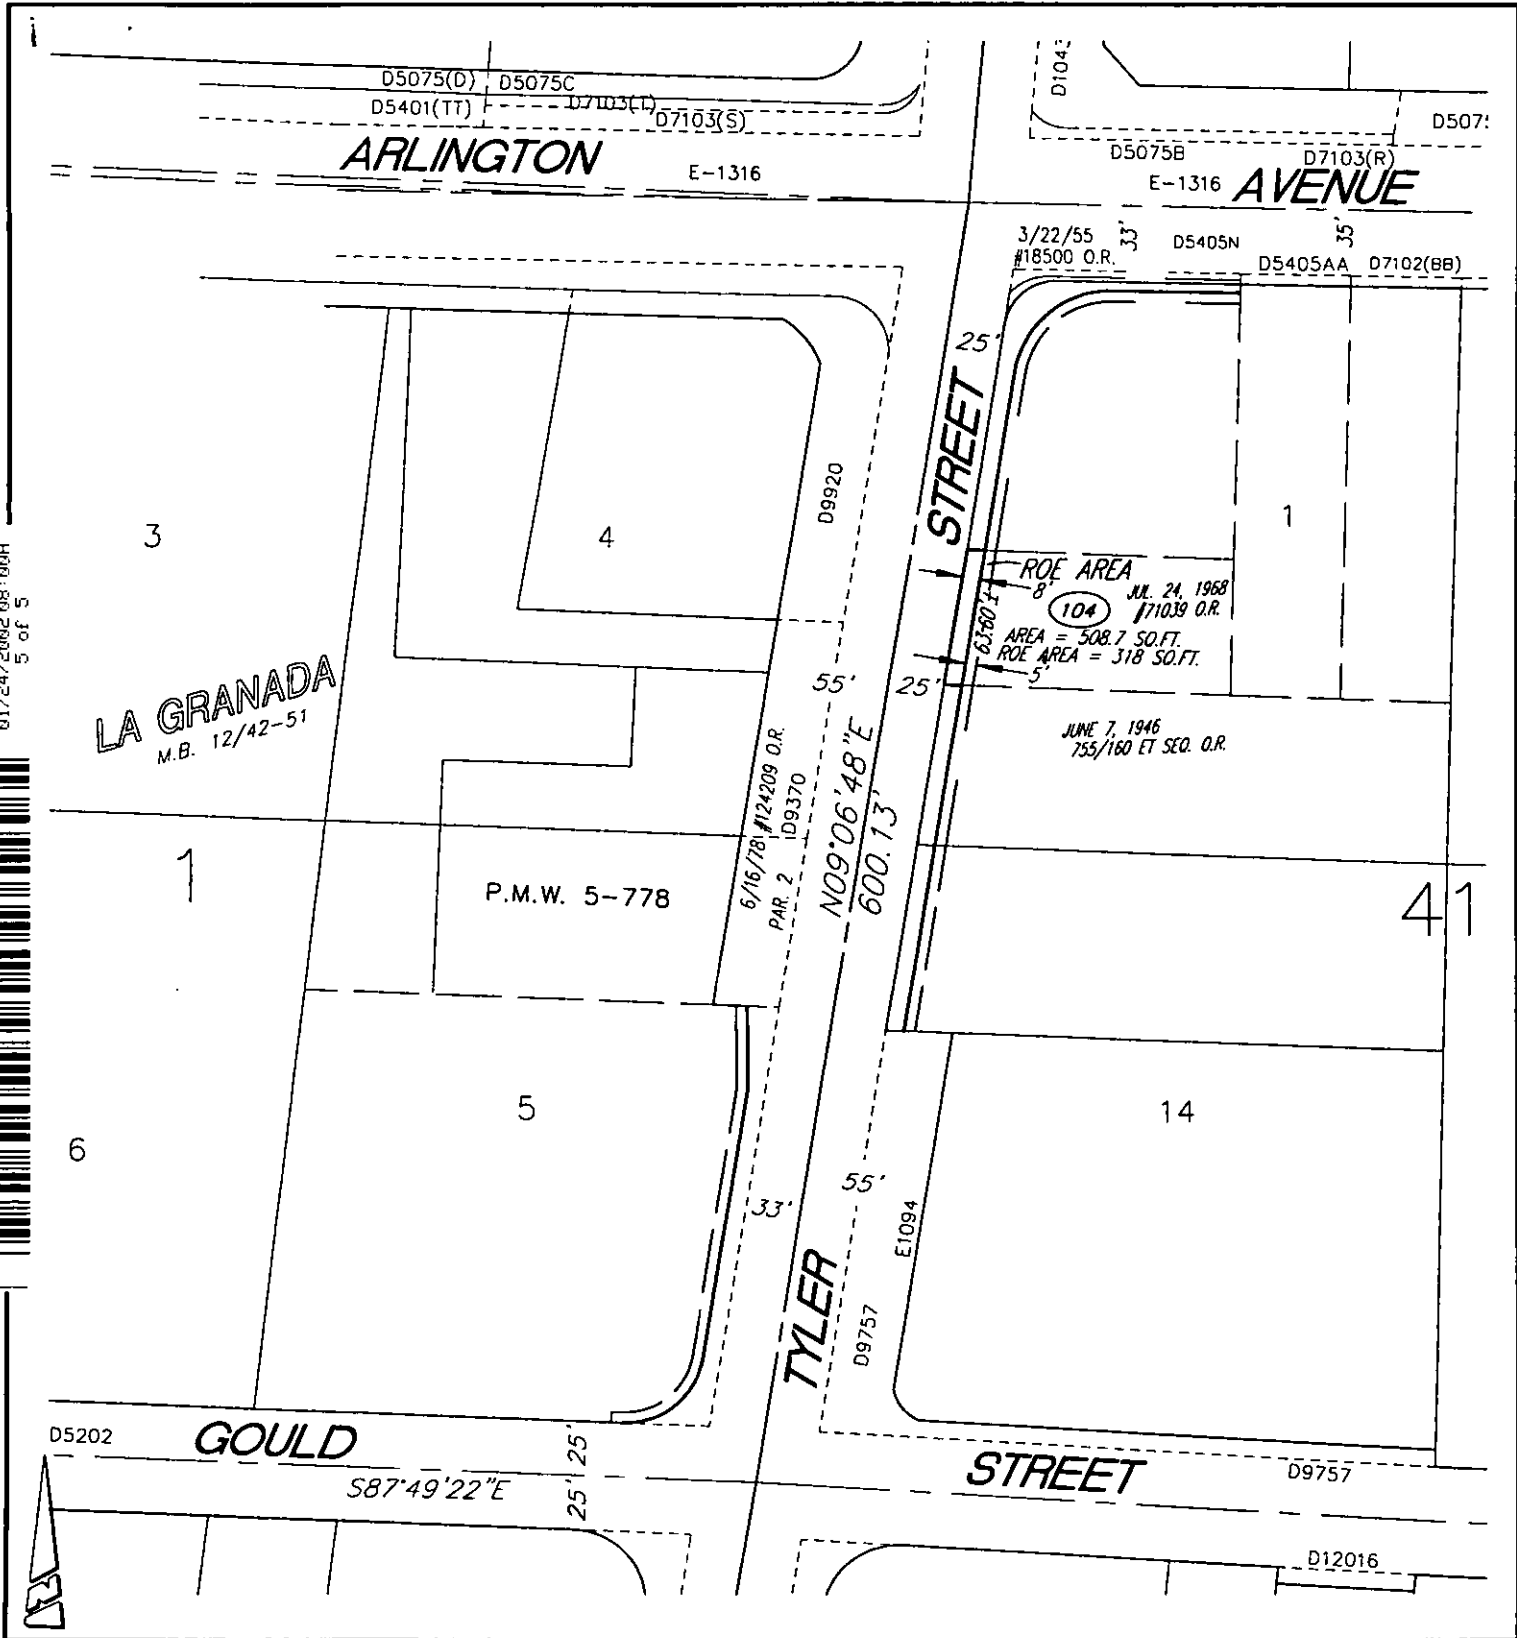 D5075(D) D5075C
D5401(TT)
D7103(T)
D7103(S)
D5075B
D7103(R)
ARLINGTON
E-1316
E-1316
AVENUE
3/22/55
#18500 O.R.
33'
D5405N
35'
D5405AA
D7102(BB)
25'
STREET
D9920
3
4
1
ROE AREA
8'
104
JUL. 24, 1968
#71039 O.R.
63.60'±
AREA = 508.7 SQ.FT.
ROE AREA = 318 SQ.FT.
5'
01/24/2002 08:00A
5 of 5
LA GRANADA
M.B. 12/42-51
55'
25'
JUNE 7, 1946
755/160 ET SEQ. O.R.
6/16/78 #124209 O.R.
PAR. 2
D9370
N09°06'48"E
600.13'
1
P.M.W. 5-778
41
5
14
6
33'
55'
E1094
TYLER
D9757
D5202
GOULD
S87°49'22"E
25'
25'
STREET
D9757
D12016
N